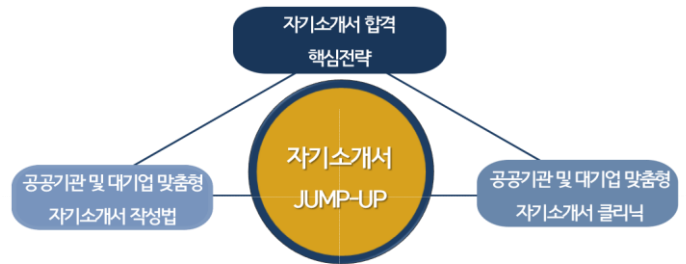 자기소개서 합격
핵심전략
자기소개서
JUMP-UP
공공기관 및 대기업 맞춤형
자기소개서 작성법
공공기관 및 대기업 맞춤형
자기소개서 클리닉